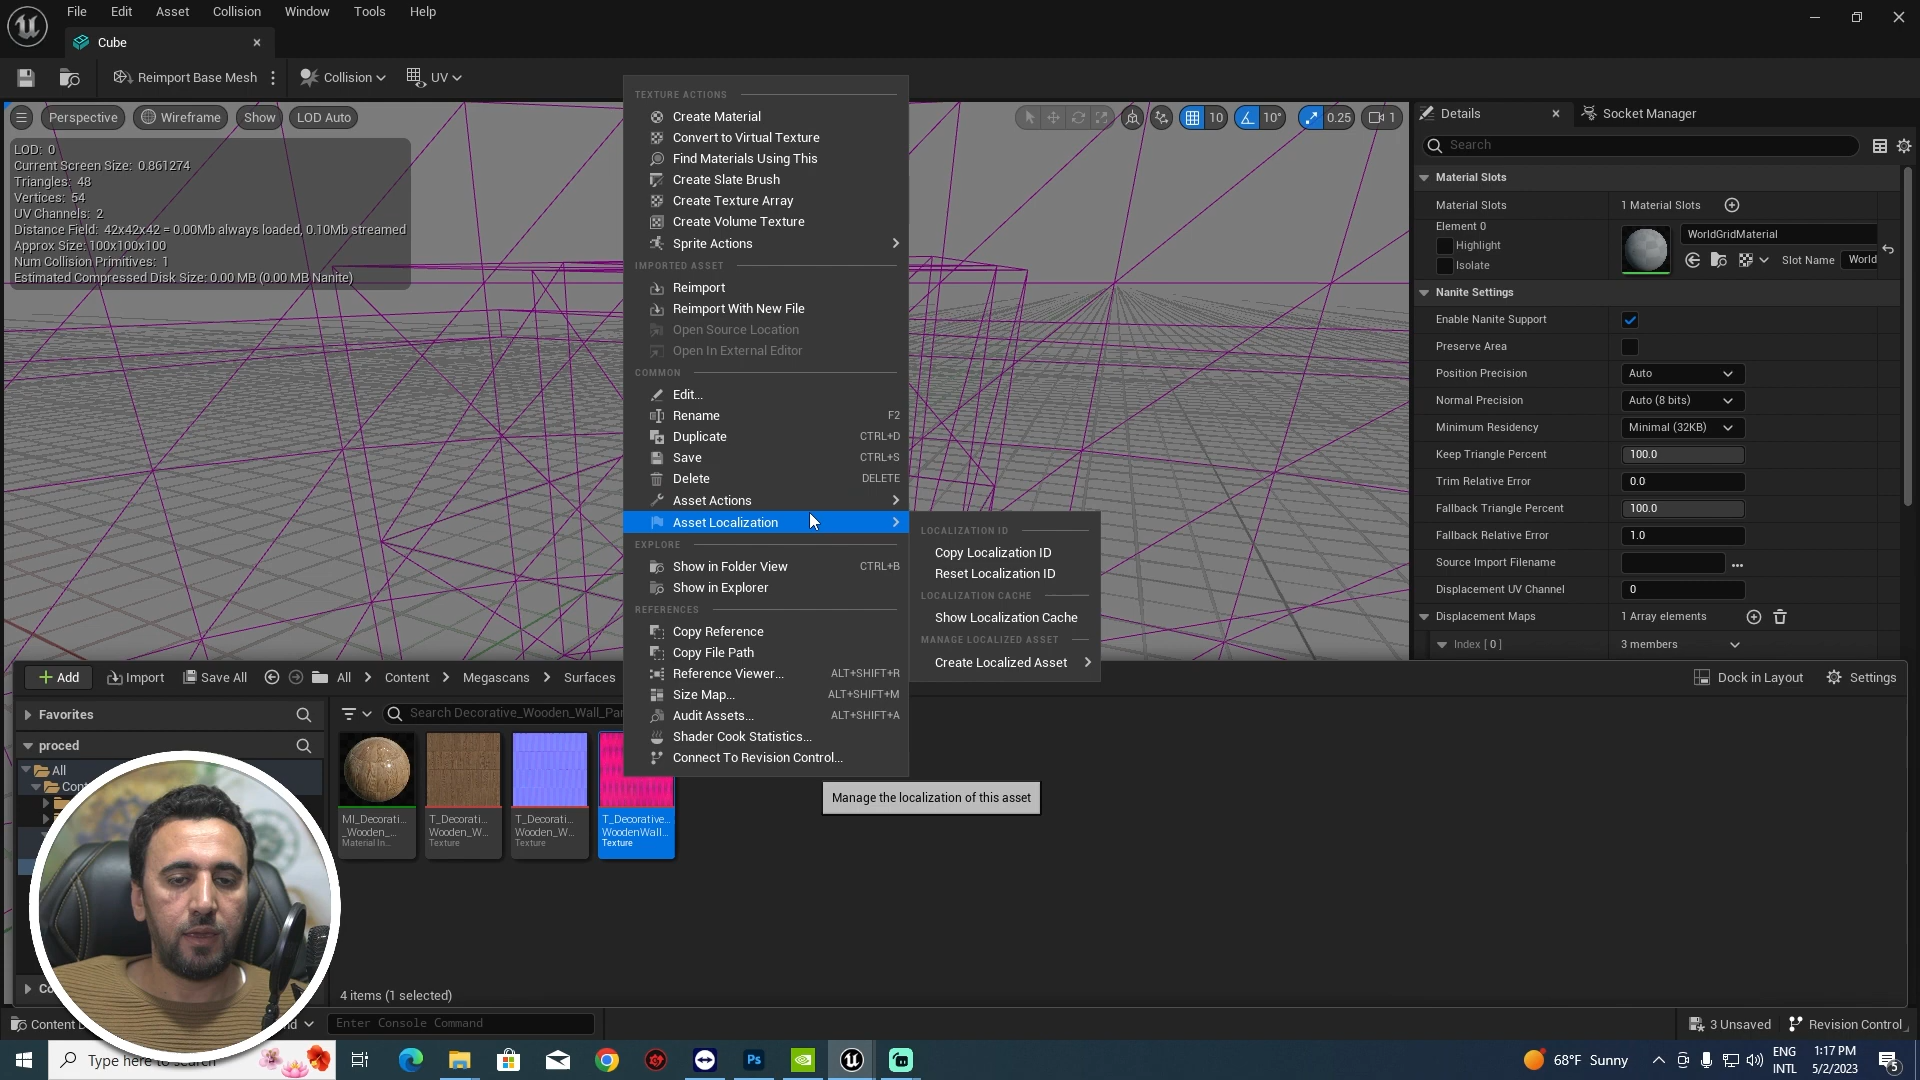 File Edit Asset Collision Window Tools Help
Cube
Reimport Base Mesh Collision UV
Perspective Wireframe Show LOD Auto
10 10° 0.25 1
LOD: 0
Current Screen Size: 0.861274
Triangles: 48
Vertices: 54
UV Channels: 2
Distance Field: 42x42x42 = 0.00Mb always loaded, 0.10Mb streamed
Approx Size: 100x100x100
Num Collision Primitives: 1
Estimated Compressed Disk Size: 0.00 MB (0.00 MB Nanite)
TEXTURE ACTIONS
Create Material
Convert to Virtual Texture
Find Materials Using This
Create Slate Brush
Create Texture Array
Create Volume Texture
Sprite Actions
IMPORTED ASSET
Reimport
Reimport With New File
Open Source Location
Open In External Editor
COMMON
Edit...
Rename F2
Duplicate CTRL+D
Save CTRL+S
Delete DELETE
Asset Actions
Asset Localization
EXPLORE
Show in Folder View CTRL+B
Show in Explorer
REFERENCES
Copy Reference
Copy File Path
Reference Viewer... ALT+SHIFT+R
Size Map... ALT+SHIFT+M
Audit Assets... ALT+SHIFT+A
Shader Cook Statistics...
Connect To Revision Control...
LOCALIZATION ID
Copy Localization ID
Reset Localization ID
LOCALIZATION CACHE
Show Localization Cache
MANAGE LOCALIZED ASSET
Create Localized Asset
Manage the localization of this asset
Details Socket Manager
Search
Material Slots
Material Slots 1 Material Slots
Element 0
Highlight
Isolate
WorldGridMaterial
Slot Name World
Nanite Settings
Enable Nanite Support
Preserve Area
Position Precision Auto
Normal Precision Auto (8 bits)
Minimum Residency Minimal (32KB)
Keep Triangle Percent 100.0
Trim Relative Error 0.0
Fallback Triangle Percent 100.0
Fallback Relative Error 1.0
Source Import Filename ...
Displacement UV Channel 0
Displacement Maps 1 Array elements
Index [ 0 ] 3 members
Add Import Save All All Content Megascans Surfaces
Dock in Layout Settings
Favorites
Search Decorative_Wooden_Wall_Pa
proced
All
Con
Co
MI_Decorati...
_Wooden_...
Material In...
T_Decorati...
Wooden_W...
Texture
T_Decorati...
Wooden_W...
Texture
T_Decorative...
WoodenWall...
Texture
4 items (1 selected)
Content
Enter Console Command
3 Unsaved Revision Control
Type here to search
Ps
68°F Sunny
ENG
INTL
1:17 PM
5/2/2023
5